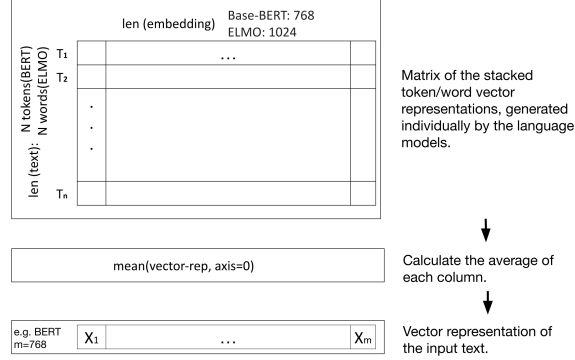 len (embedding)
Base-BERT: 768
ELMO: 1024
len (text): N tokens(BERT)
N words(ELMO)
T1
...
T2
.
.
.
Tn
Matrix of the stacked
token/word vector
representations, generated
individually by the language
models.
mean(vector-rep, axis=0)
Calculate the average of
each column.
e.g. BERT
m=768
X1
...
Xm
Vector representation of
the input text.